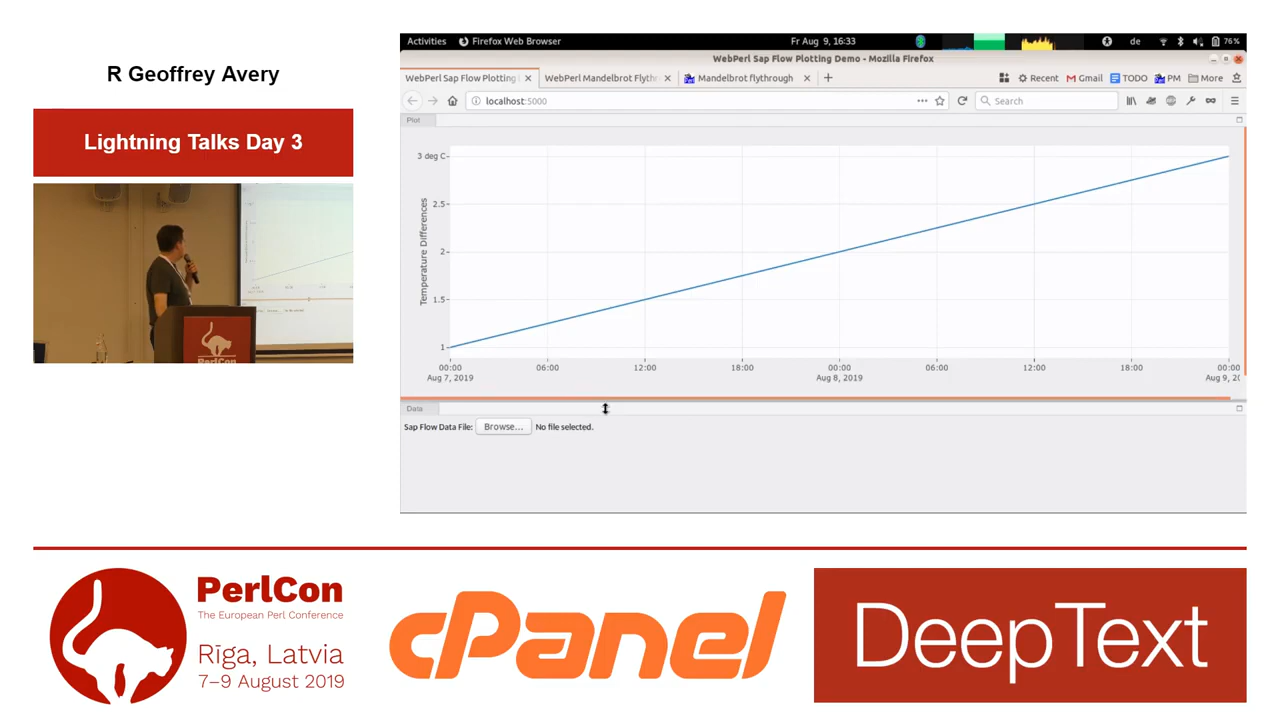 R Geoffrey Avery
Lightning Talks Day 3
PerlCon
Activities Firefox Web Browser Fr Aug 9, 16:33 de 76%
WebPerl Sap Flow Plotting Demo - Mozilla Firefox
WebPerl Sap Flow Plotting WebPerl Mandelbrot Flythr Mandelbrot flythrough Recent Gmail TODO PM More
localhost:5000 Search
Plot
3 deg C
2.5
2
1.5
1
Temperature Differences
00:00 06:00 12:00 18:00 00:00 06:00 12:00 18:00 00:00
Aug 7, 2019 Aug 8, 2019 Aug 9, 20
Data
Sap Flow Data File: Browse... No file selected.
PerlCon
The European Perl Conference
Rīga, Latvia
7–9 August 2019
cPanel
DeepText